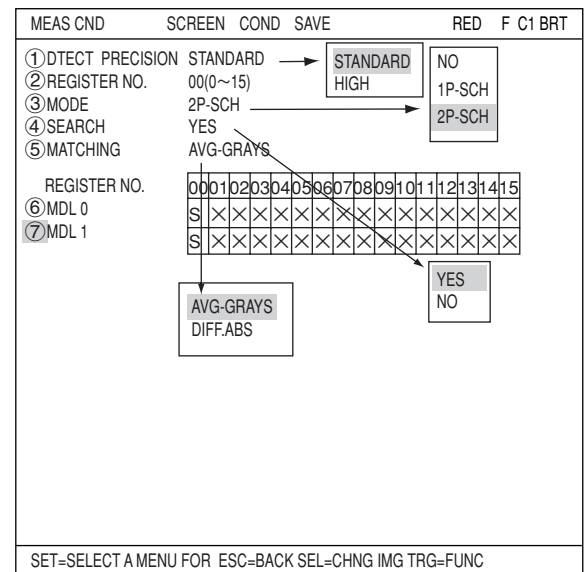 MEAS CND SCREEN COND SAVE RED F C1 BRT
①DTECT PRECISION STANDARD STANDARD NO
HIGH
②REGISTER NO. 00(0～15) 1P-SCH
③MODE 2P-SCH 2P-SCH
④SEARCH YES
⑤MATCHING AVG-GRAYS
REGISTER NO. 00 01 02 03 04 05 06 07 08 09 10 11 12 13 14 15
⑥MDL 0 S × × × × × × × × × × × × × × ×
⑦MDL 1 S × × × × × × × × × × × × × × ×
YES
NO
AVG-GRAYS
DIFF.ABS
SET=SELECT A MENU FOR ESC=BACK SEL=CHNG IMG TRG=FUNC